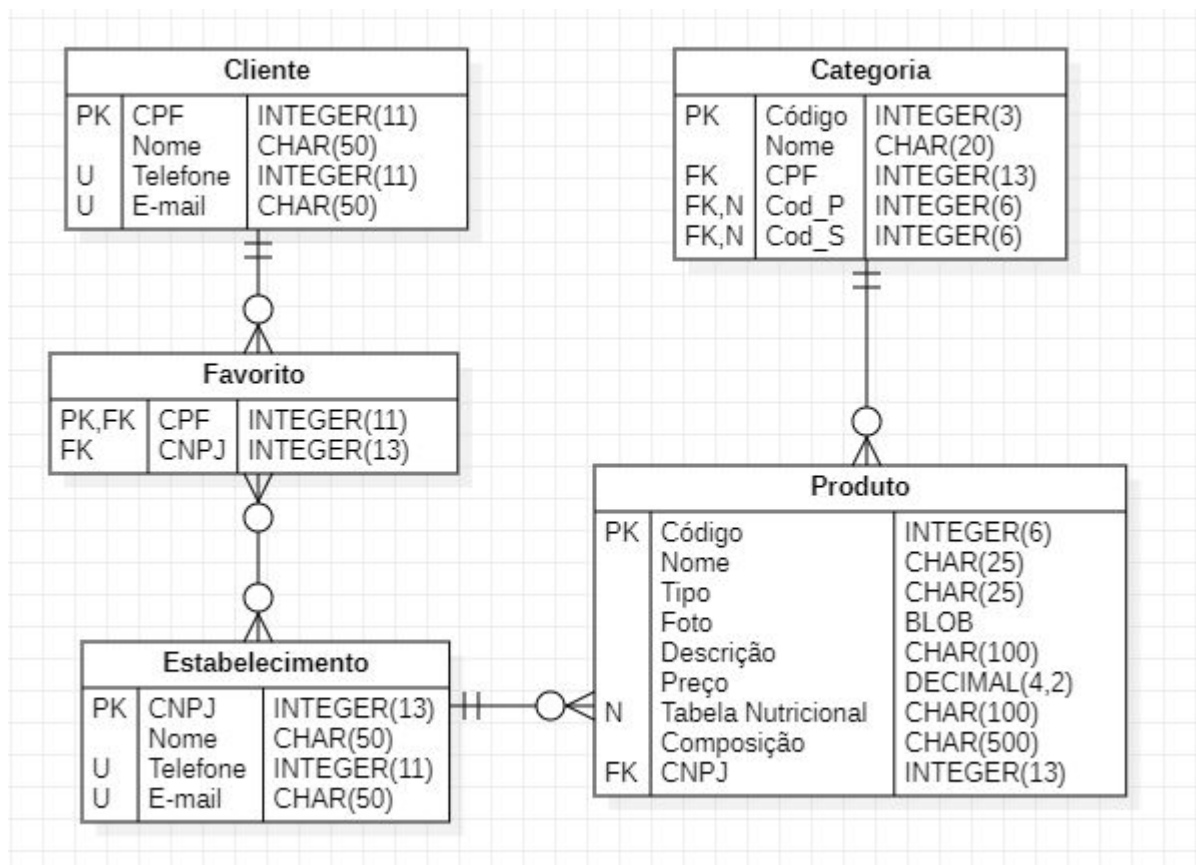 Cliente
PK CPF INTEGER(11)
Nome CHAR(50)
U Telefone INTEGER(11)
U E-mail CHAR(50)
Categoria
PK Código INTEGER(3)
Nome CHAR(20)
FK CPF INTEGER(13)
FK,N Cod_P INTEGER(6)
FK,N Cod_S INTEGER(6)
Favorito
PK,FK CPF INTEGER(11)
FK CNPJ INTEGER(13)
Produto
PK Código INTEGER(6)
Nome CHAR(25)
Tipo CHAR(25)
Foto BLOB
Descrição CHAR(100)
Preço DECIMAL(4,2)
N Tabela Nutricional CHAR(100)
Composição CHAR(500)
FK CNPJ INTEGER(13)
Estabelecimento
PK CNPJ INTEGER(13)
Nome CHAR(50)
U Telefone INTEGER(11)
U E-mail CHAR(50)